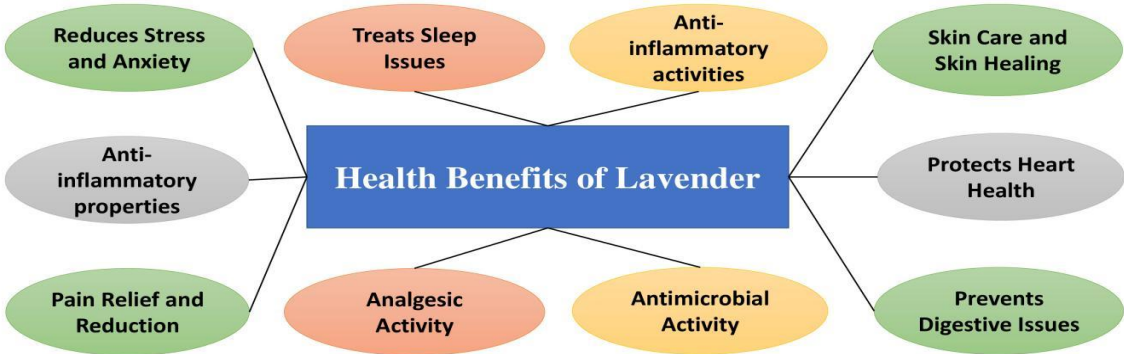 Reduces Stress
and Anxiety
Treats Sleep
Issues
Anti-
inflammatory
activities
Skin Care and
Skin Healing
Anti-
inflammatory
properties
Health Benefits of Lavender
Protects Heart
Health
Pain Relief and
Reduction
Analgesic
Activity
Antimicrobial
Activity
Prevents
Digestive Issues